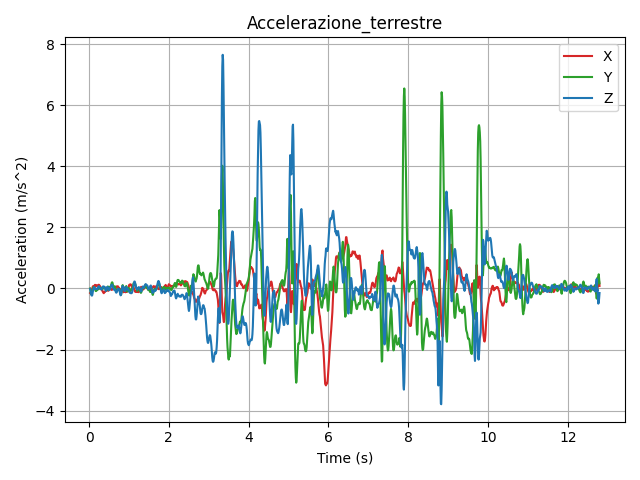 Accelerazione_terrestre
X
Y
Z
Acceleration (m/s^2)
8
6
4
2
0
−2
−4
0 2 4 6 8 10 12
Time (s)